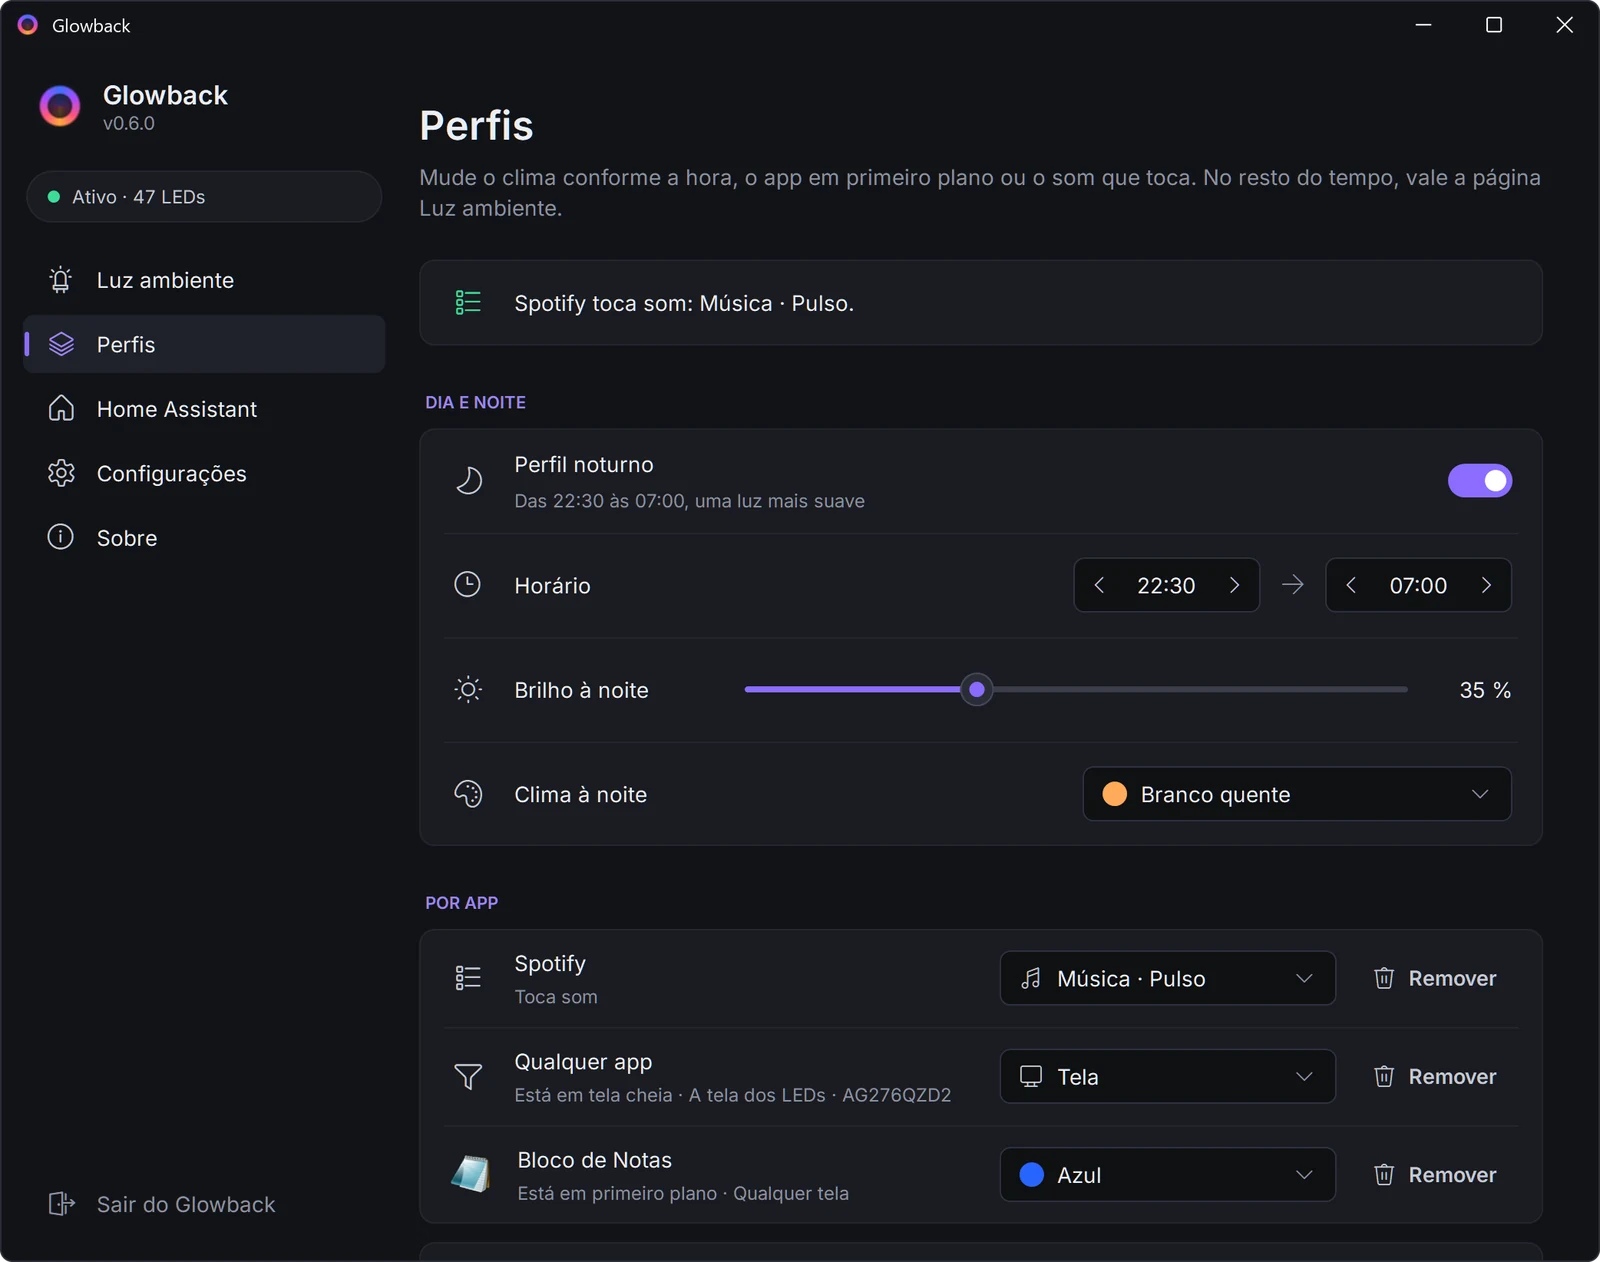 Glowback
Glowback
v0.6.0
Ativo · 47 LEDs
Luz ambiente
Perfis
Home Assistant
Configurações
Sobre
Sair do Glowback
Perfis
Mude o clima conforme a hora, o app em primeiro plano ou o som que toca. No resto do tempo, vale a página
Luz ambiente.
Spotify toca som: Música · Pulso.
DIA E NOITE
Perfil noturno
Das 22:30 às 07:00, uma luz mais suave
Horário
22:30
07:00
Brilho à noite
35 %
Clima à noite
Branco quente
POR APP
Spotify
Toca som
Música · Pulso
Remover
Qualquer app
Está em tela cheia · A tela dos LEDs · AG276QZD2
Tela
Remover
Bloco de Notas
Está em primeiro plano · Qualquer tela
Azul
Remover